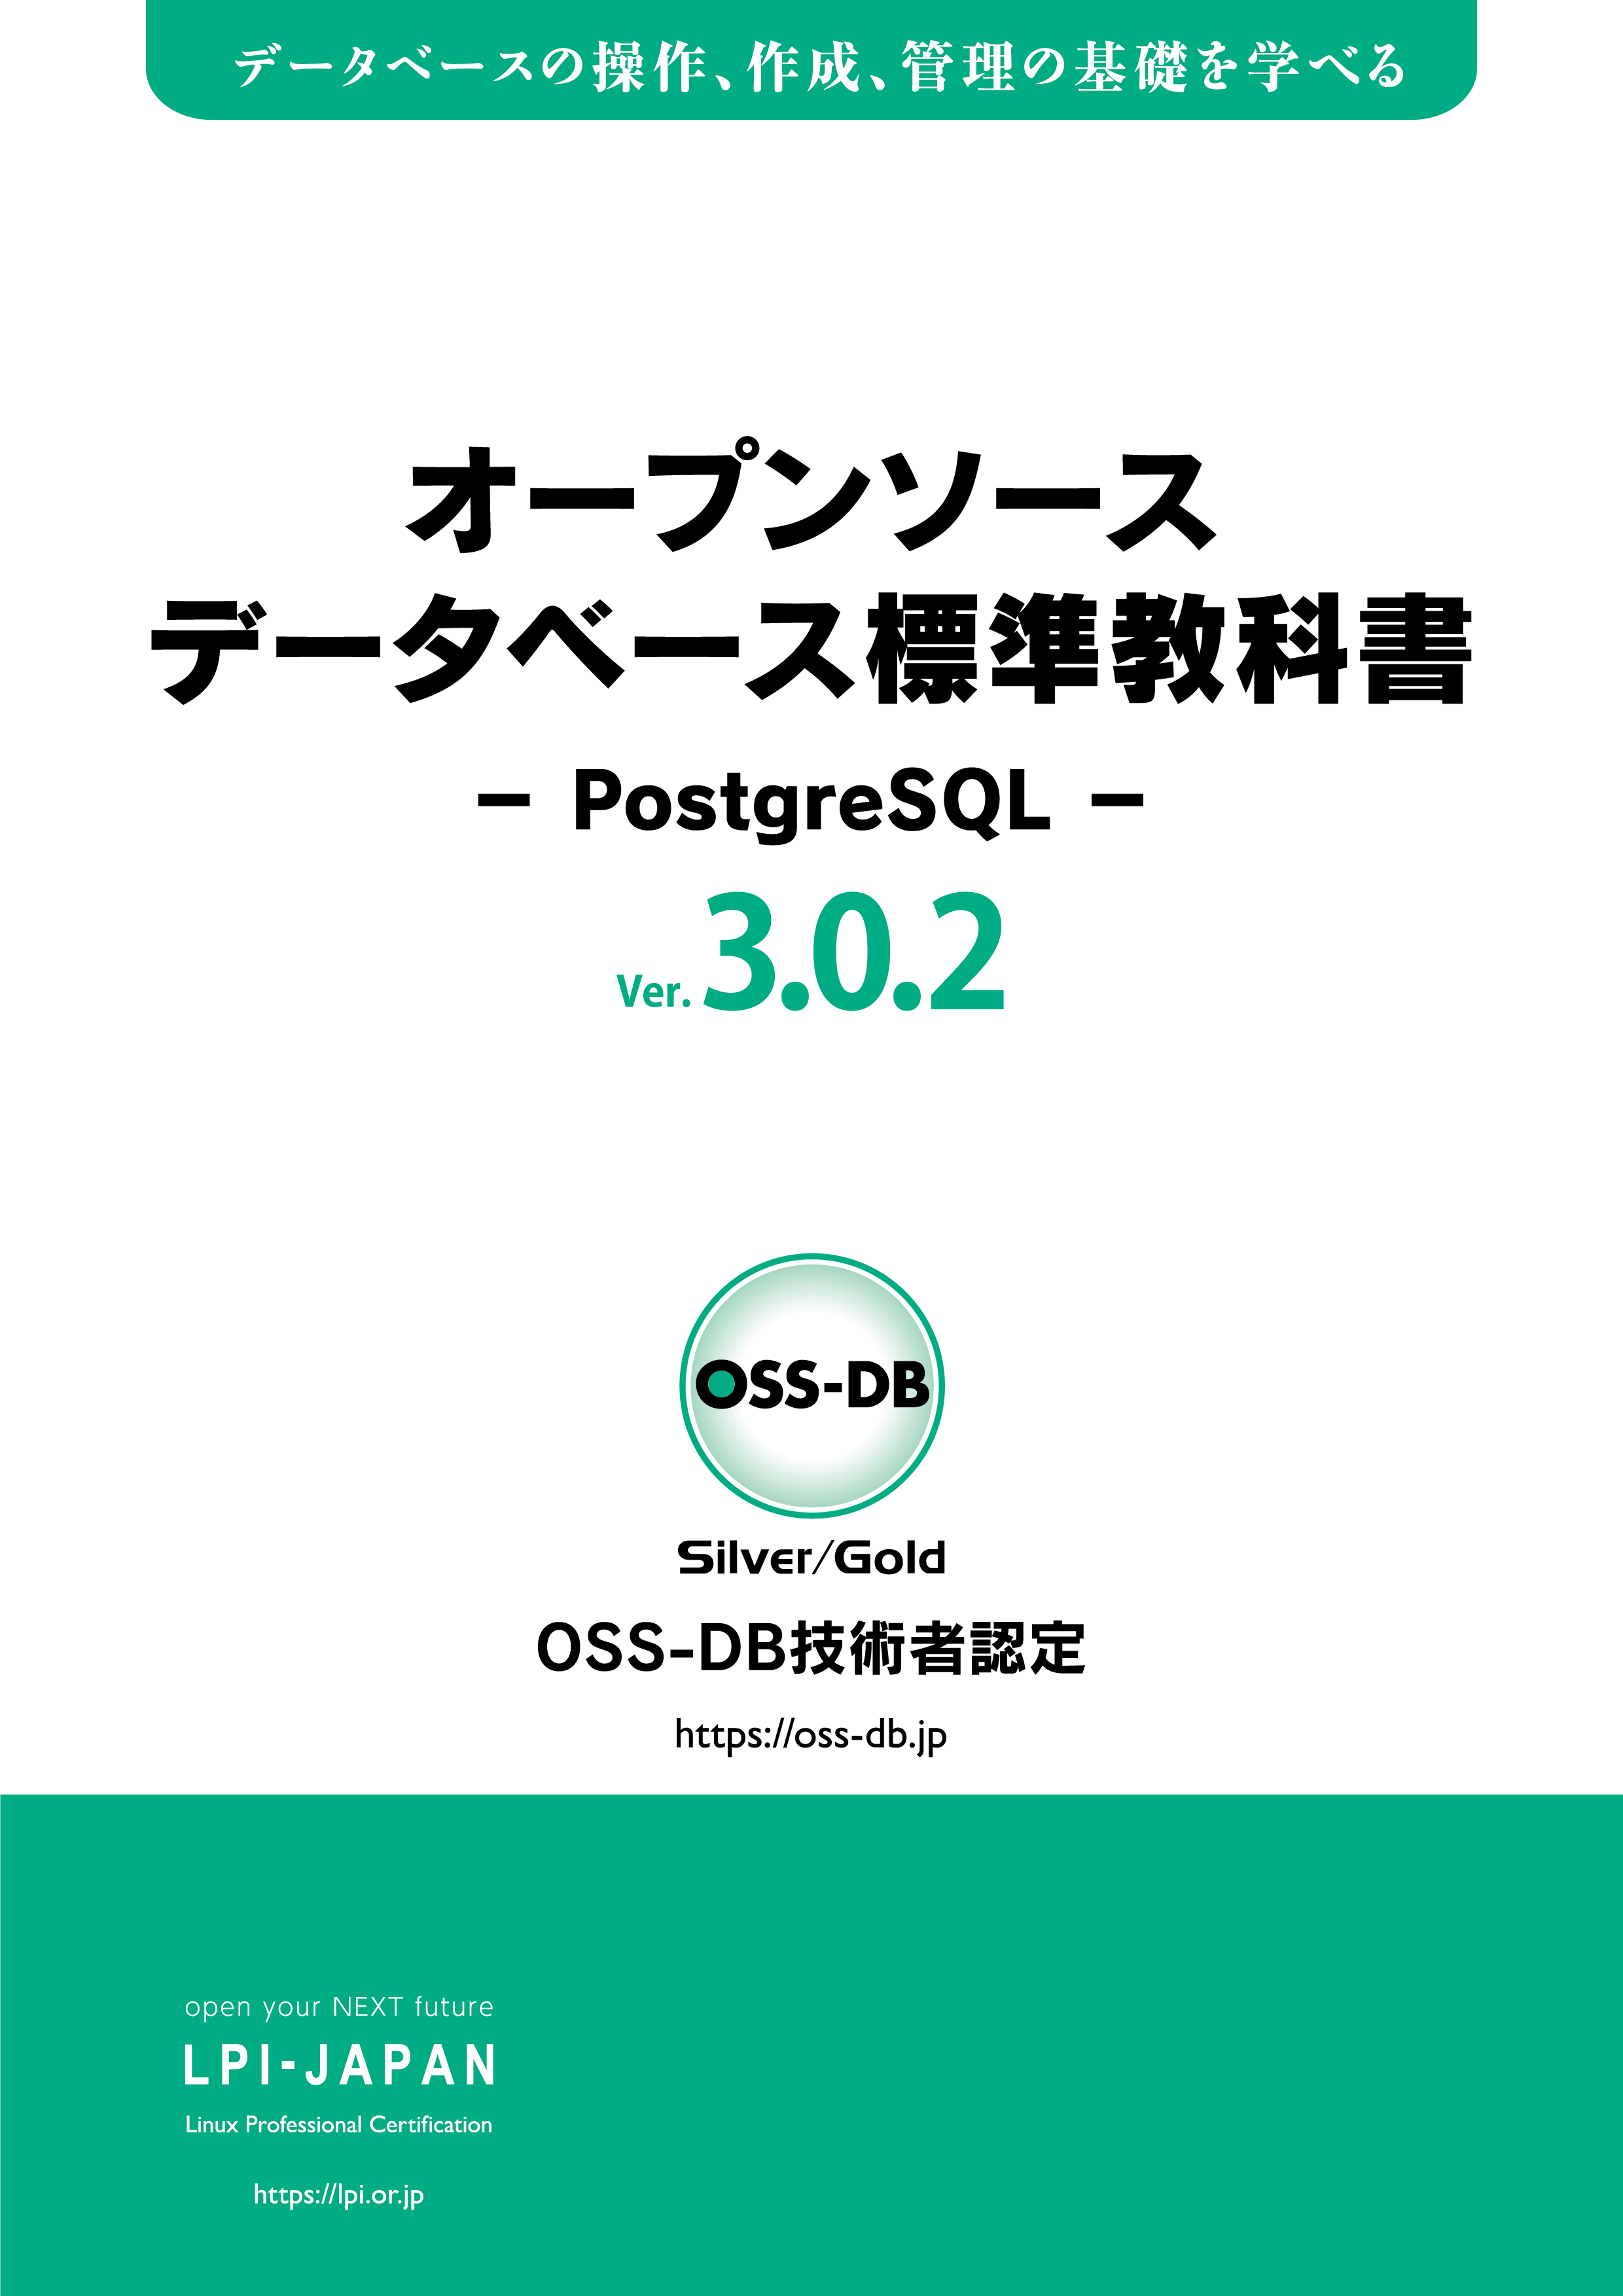 データベースの操作、作成、管理の基礎を学べる
オープンソース
データベース標準教科書
− PostgreSQL −
Ver. 3.0.2
OSS-DB
Silver/Gold
OSS-DB技術者認定
https://oss-db.jp
open your NEXT future
LPI-JAPAN
Linux Professional Certification
https://lpi.or.jp